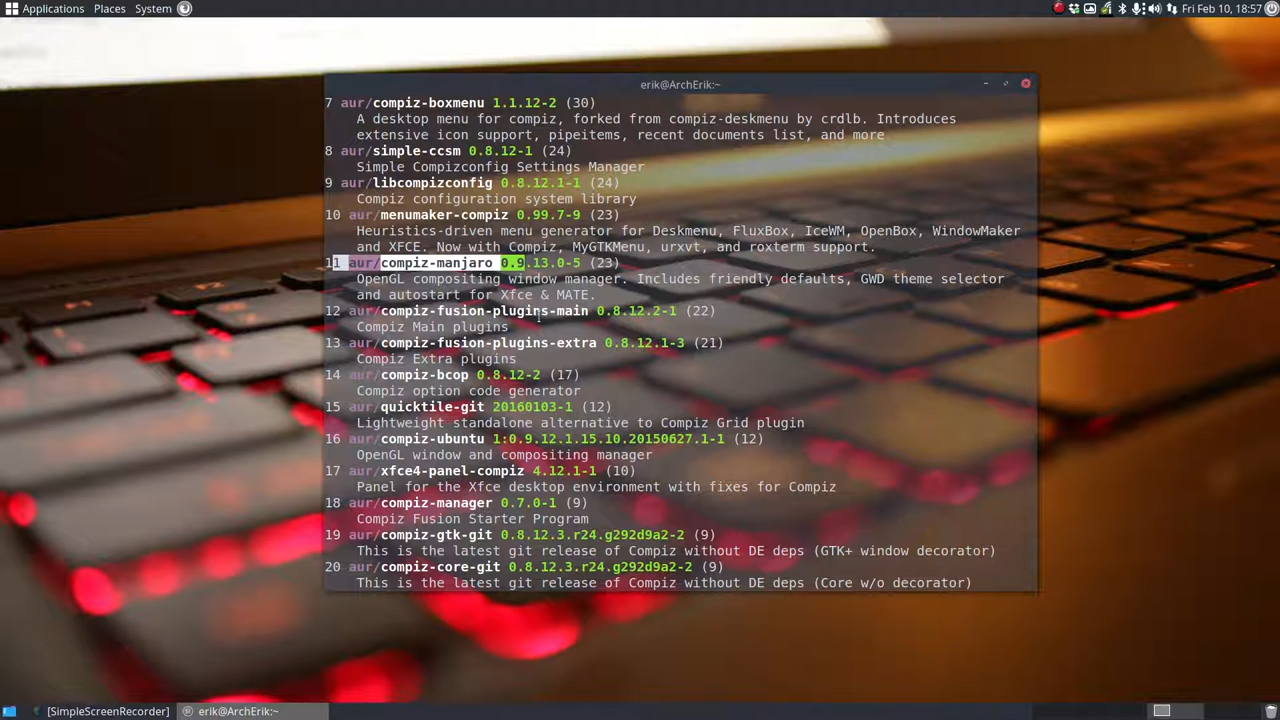 Applications Places System Fri Feb 10, 18:57
erik@ArchErik:~
7 aur/compiz-boxmenu 1.1.12-2 (30)
A desktop menu for compiz, forked from compiz-deskmenu by crdlb. Introduces
extensive icon support, pipeitems, recent documents list, and more
8 aur/simple-ccsm 0.8.12-1 (24)
Simple Compizconfig Settings Manager
9 aur/libcompizconfig 0.8.12.1-1 (24)
Compiz configuration system library
10 aur/menumaker-compiz 0.99.7-9 (23)
Heuristics-driven menu generator for Deskmenu, FluxBox, IceWM, OpenBox, WindowMaker
and XFCE. Now with Compiz, MyGTKMenu, urxvt, and roxterm support.
11 aur/compiz-manjaro 0.9.13.0-5 (23)
OpenGL compositing window manager. Includes friendly defaults, GWD theme selector
and autostart for Xfce & MATE.
12 aur/compiz-fusion-plugins-main 0.8.12.2-1 (22)
Compiz Main plugins
13 aur/compiz-fusion-plugins-extra 0.8.12.1-3 (21)
Compiz Extra plugins
14 aur/compiz-bcop 0.8.12-2 (17)
Compiz option code generator
15 aur/quicktile-git 20160103-1 (12)
Lightweight standalone alternative to Compiz Grid plugin
16 aur/compiz-ubuntu 1:0.9.12.1.15.10.20150627.1-1 (12)
OpenGL window and compositing manager
17 aur/xfce4-panel-compiz 4.12.1-1 (10)
Panel for the Xfce desktop environment with fixes for Compiz
18 aur/compiz-manager 0.7.0-1 (9)
Compiz Fusion Starter Program
19 aur/compiz-gtk-git 0.8.12.3.r24.g292d9a2-2 (9)
This is the latest git release of Compiz without DE deps (GTK+ window decorator)
20 aur/compiz-core-git 0.8.12.3.r24.g292d9a2-2 (9)
This is the latest git release of Compiz without DE deps (Core w/o decorator)
[SimpleScreenRecorder] erik@ArchErik:~